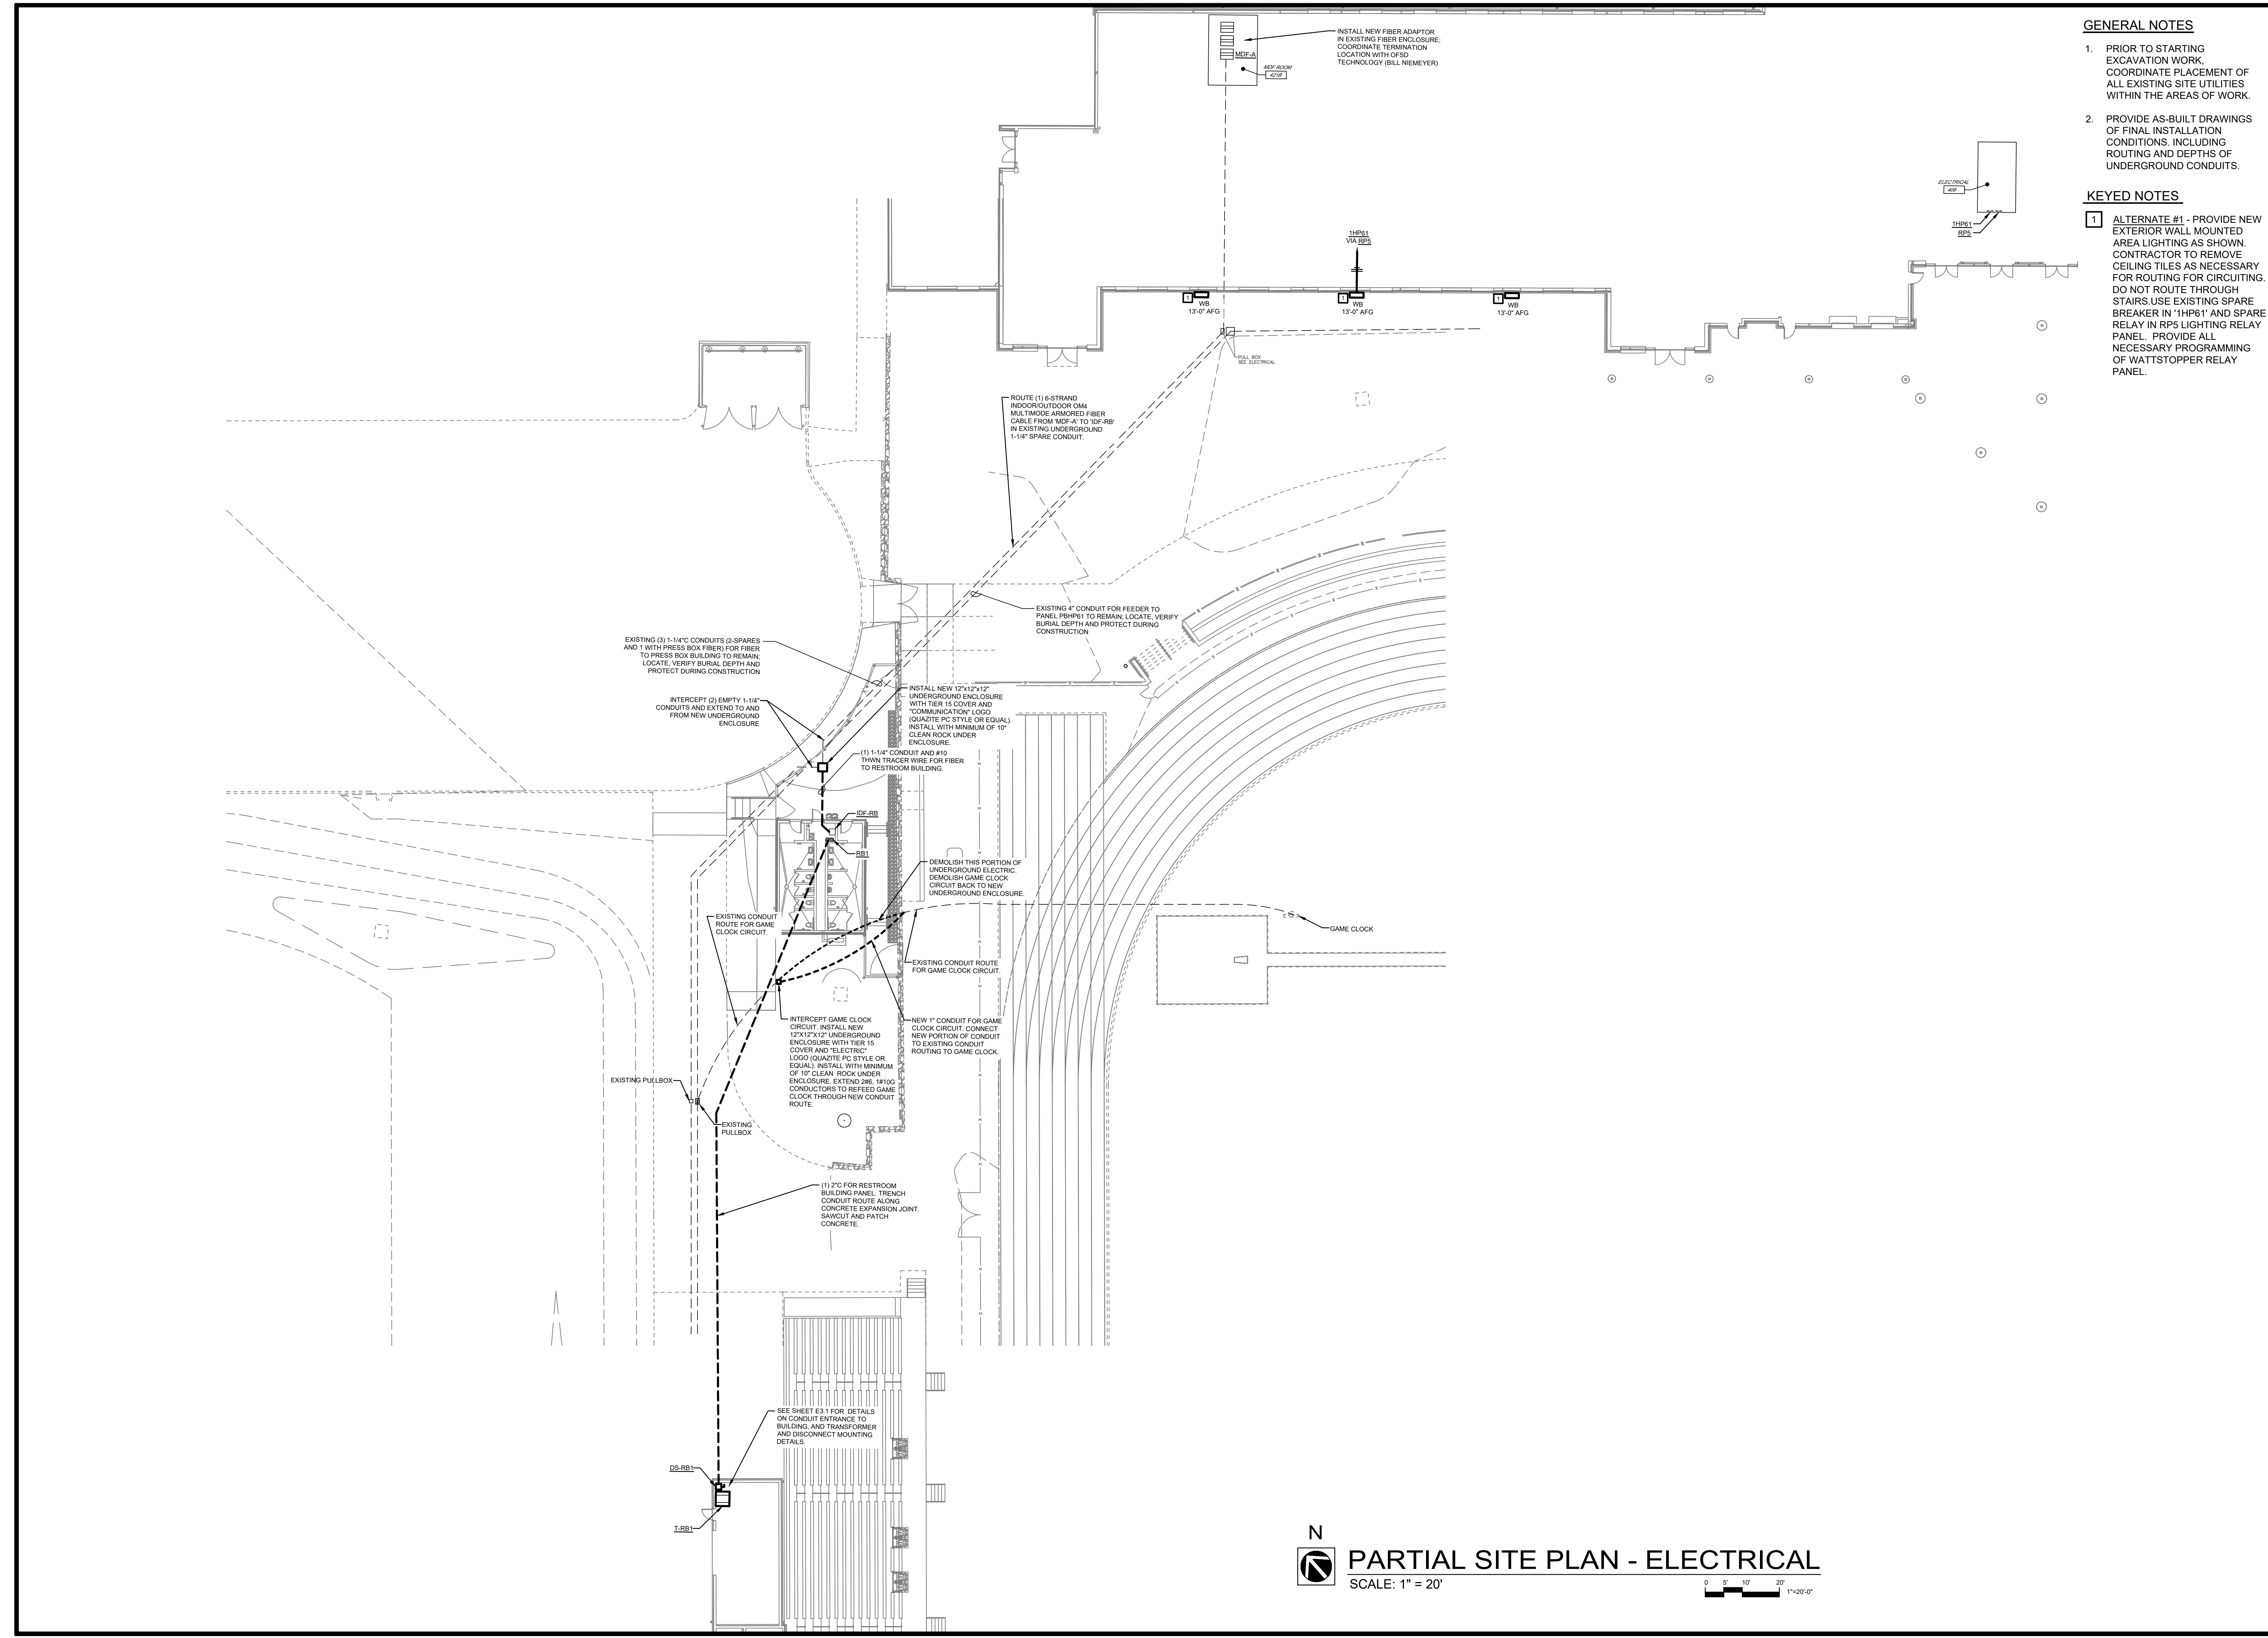 GENERAL NOTES
1. PRIOR TO STARTING
EXCAVATION WORK,
COORDINATE PLACEMENT OF
ALL EXISTING SITE UTILITIES
WITHIN THE AREAS OF WORK.
2. PROVIDE AS-BUILT DRAWINGS
OF FINAL INSTALLATION
CONDITIONS. INCLUDING
ROUTING AND DEPTHS OF
UNDERGROUND CONDUITS.
KEYED NOTES
1 ALTERNATE #1 - PROVIDE NEW
EXTERIOR WALL MOUNTED
AREA LIGHTING AS SHOWN.
CONTRACTOR TO REMOVE
CEILING TILES AS NECESSARY
FOR ROUTING FOR CIRCUITING.
DO NOT ROUTE THROUGH
STAIRS.USE EXISTING SPARE
BREAKER IN '1HP61' AND SPARE
RELAY IN RP5 LIGHTING RELAY
PANEL. PROVIDE ALL
NECESSARY PROGRAMMING
OF WATTSTOPPER RELAY
PANEL.
INSTALL NEW FIBER ADAPTOR
IN EXISTING FIBER ENCLOSURE;
COORDINATE TERMINATION
LOCATION WITH OFSD
TECHNOLOGY (BILL NIEMEYER)
MDF-A
MDF ROOM
421B
ELECTRICAL
408
1HP61
RP5
1HP61
VIA RP5
1
WB
13'-0" AFG
1
WB
13'-0" AFG
1
WB
13'-0" AFG
PULL BOX
SEE ELECTRICAL
ROUTE (1) 6-STRAND
INDOOR/OUTDOOR OM4
MULTIMODE ARMORED FIBER
CABLE FROM 'MDF-A' TO 'IDF-RB'
IN EXISTING UNDERGROUND
1-1/4" SPARE CONDUIT.
EXISTING 4" CONDUIT FOR FEEDER TO
PANEL PBHP61 TO REMAIN; LOCATE, VERIFY
BURIAL DEPTH AND PROTECT DURING
CONSTRUCTION
EXISTING (3) 1-1/4"C CONDUITS (2-SPARES
AND 1 WITH PRESS BOX FIBER) FOR FIBER
TO PRESS BOX BUILDING TO REMAIN;
LOCATE, VERIFY BURIAL DEPTH AND
PROTECT DURING CONSTRUCTION
INTERCEPT (2) EMPTY 1-1/4"
CONDUITS AND EXTEND TO AND
FROM NEW UNDERGROUND
ENCLOSURE
INSTALL NEW 12"x12"x12"
UNDERGROUND ENCLOSURE
WITH TIER 15 COVER AND
"COMMUNICATION" LOGO
(QUAZITE PC STYLE OR EQUAL).
INSTALL WITH MINIMUM OF 10"
CLEAN ROCK UNDER
ENCLOSURE.
(1) 1-1/4" CONDUIT AND #10
THWN TRACER WIRE FOR FIBER
TO RESTROOM BUILDING.
IDF-RB
RB1
DEMOLISH THIS PORTION OF
UNDERGROUND ELECTRIC.
DEMOLISH GAME CLOCK
CIRCUIT BACK TO NEW
UNDERGROUND ENCLOSURE.
EXISTING CONDUIT
ROUTE FOR GAME
CLOCK CIRCUIT.
GAME CLOCK
EXISTING CONDUIT ROUTE
FOR GAME CLOCK CIRCUIT.
INTERCEPT GAME CLOCK
CIRCUIT. INSTALL NEW
12"X12"X12" UNDERGROUND
ENCLOSURE WITH TIER 15
COVER AND "ELECTRIC"
LOGO (QUAZITE PC STYLE OR
EQUAL). INSTALL WITH MINIMUM
OF 10" CLEAN ROCK UNDER
ENCLOSURE. EXTEND 2#6, 1#10G
CONDUCTORS TO REFEED GAME
CLOCK THROUGH NEW CONDUIT
ROUTE.
NEW 1" CONDUIT FOR GAME
CLOCK CIRCUIT. CONNECT
NEW PORTION OF CONDUIT
TO EXISTING CONDUIT
ROUTING TO GAME CLOCK.
EXISTING PULLBOX
EXISTING
PULLBOX
(1) 2"C FOR RESTROOM
BUILDING PANEL. TRENCH
CONDUIT ROUTE ALONG
CONCRETE EXPANSION JOINT.
SAWCUT AND PATCH
CONCRETE.
SEE SHEET E3.1 FOR DETAILS
ON CONDUIT ENTRANCE TO
BUILDING, AND TRANSFORMER
AND DISCONNECT MOUNTING
DETAILS.
DS-RB1
T-RB1
N
PARTIAL SITE PLAN - ELECTRICAL
SCALE: 1" = 20'
0 5' 10' 20'
1"=20'-0"